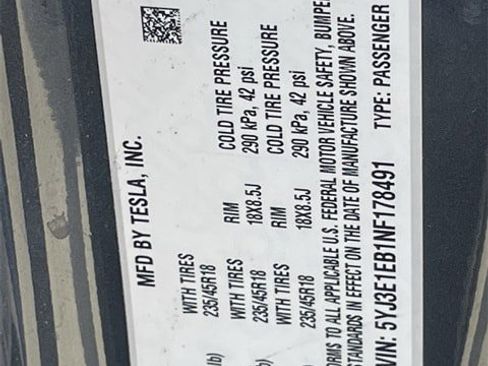 MFD BY TESLA, INC.
WITH TIRES RIM COLD TIRE PRESSURE
235/45R18 18X8.5J 290 kPa, 42 psi
lb) WITH TIRES RIM COLD TIRE PRESSURE
235/45R18 18X8.5J 290 kPa, 42 psi
b) WITH TIRES
235/45R18
ORMS TO ALL APPLICABLE U.S. FEDERAL MOTOR VEHICLE SAFETY, BUMPE
STANDARDS IN EFFECT ON THE DATE OF MANUFACTURE SHOWN ABOVE.
VIN: 5YJ3E1EB1NF178491 TYPE: PASSENGER